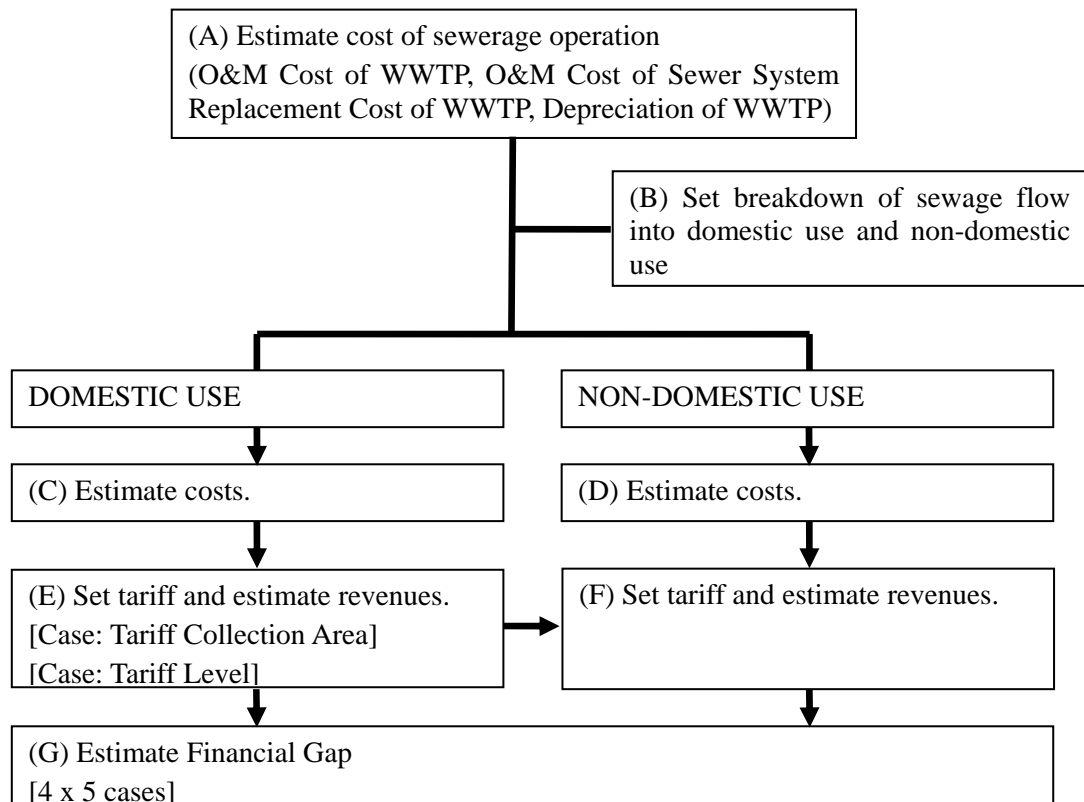 (A) Estimate cost of sewerage operation
(O&M Cost of WWTP, O&M Cost of Sewer System
Replacement Cost of WWTP, Depreciation of WWTP)
(B) Set breakdown of sewage flow
into domestic use and non-domestic
use
DOMESTIC USE
NON-DOMESTIC USE
(C) Estimate costs.
(D) Estimate costs.
(E) Set tariff and estimate revenues.
[Case: Tariff Collection Area]
[Case: Tariff Level]
(F) Set tariff and estimate revenues.
(G) Estimate Financial Gap
[4 x 5 cases]